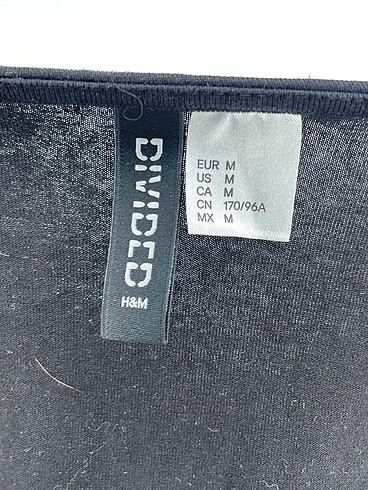 DIVIDED
H&M
EUR M
US M
CA M
CN 170/96A
MX M